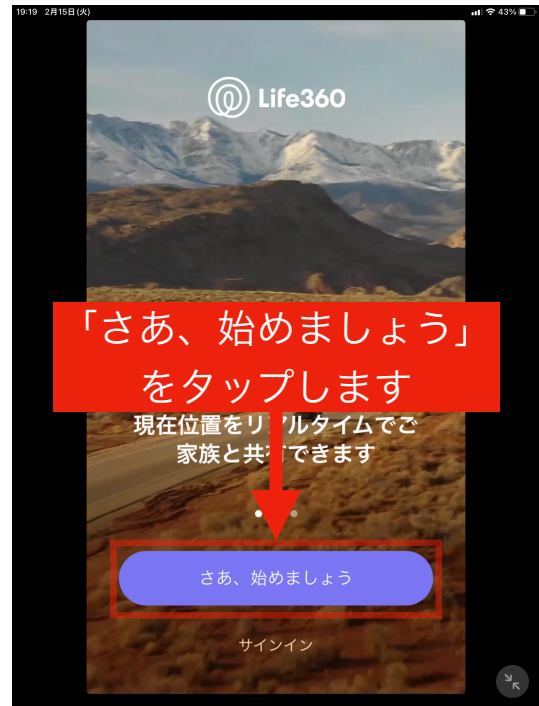 19:19 2月15日(火)
43%
Life360
「さあ、始めましょう」
をタップします
現在位置をリアルタイムでご
家族と共有できます
さあ、始めましょう
サインイン